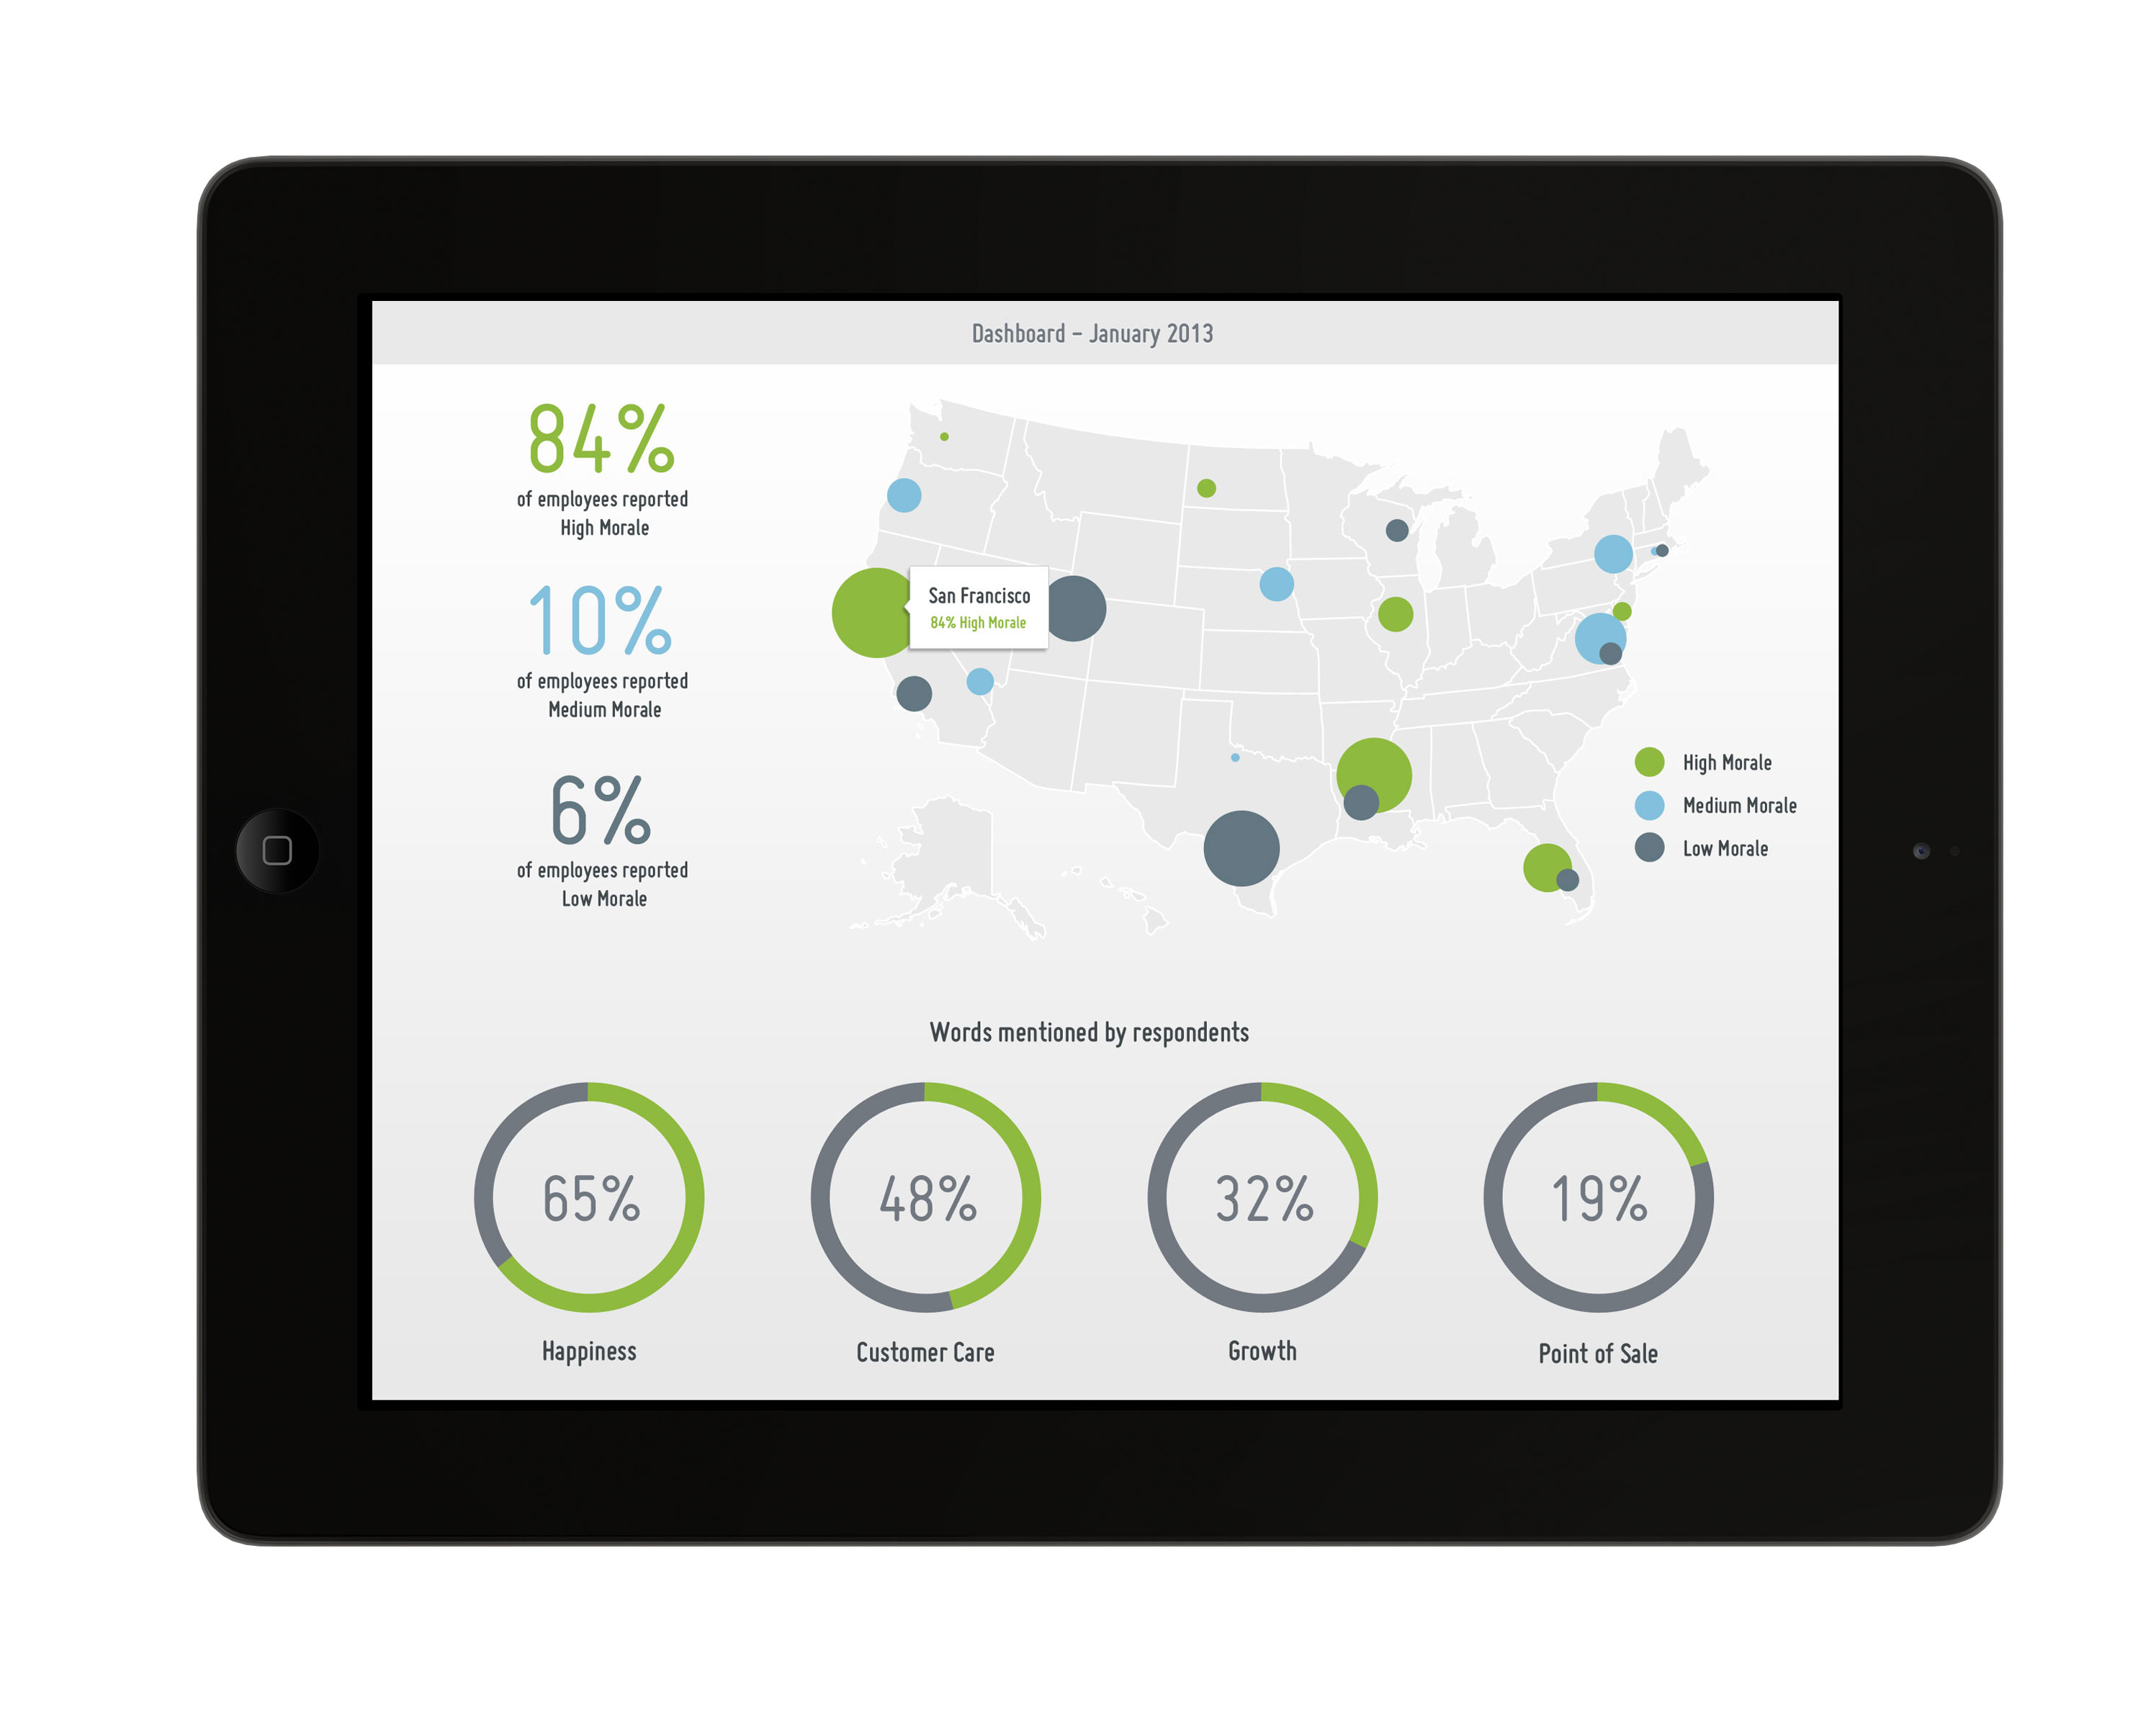 Dashboard – January 2013
84%
of employees reported
High Morale
10%
of employees reported
Medium Morale
6%
of employees reported
Low Morale
San Francisco
84% High Morale
High Morale
Medium Morale
Low Morale
Words mentioned by respondents
65%
48%
32%
19%
Happiness
Customer Care
Growth
Point of Sale